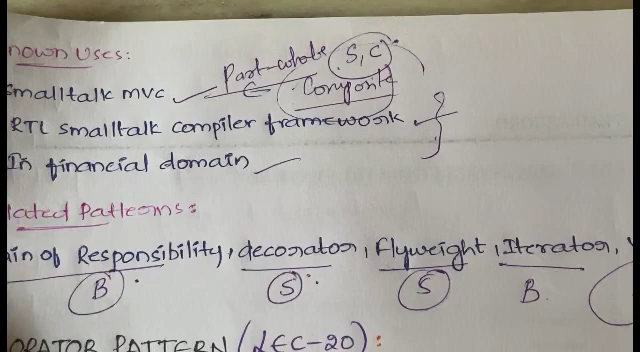 nown Uses:
Part-whole S, C
Smalltalk MVC Composite
RTL smalltalk compiler framework
In financial domain
lated Patterns:
ain of Responsibility, decorator, Flyweight, Iterator,
B S S B.
ORATOR PATTERN (LEC-20):